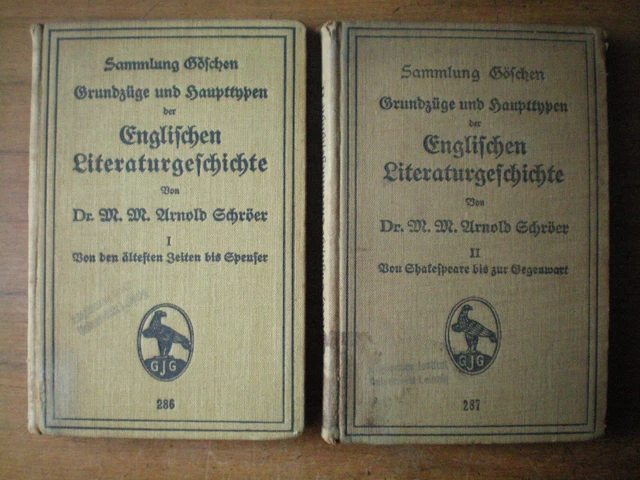 Sammlung Göschen
Grundzüge und Haupttypen
der
Englischen
Literaturgeschichte
Von
Dr. M. M. Arnold Schröer
I
Von den ältesten Zeiten bis Spenser
GJG
286
Sammlung Göschen
Grundzüge und Haupttypen
der
Englischen
Literaturgeschichte
Von
Dr. M. M. Arnold Schröer
II
Von Shakespeare bis zur Gegenwart
GJG
287